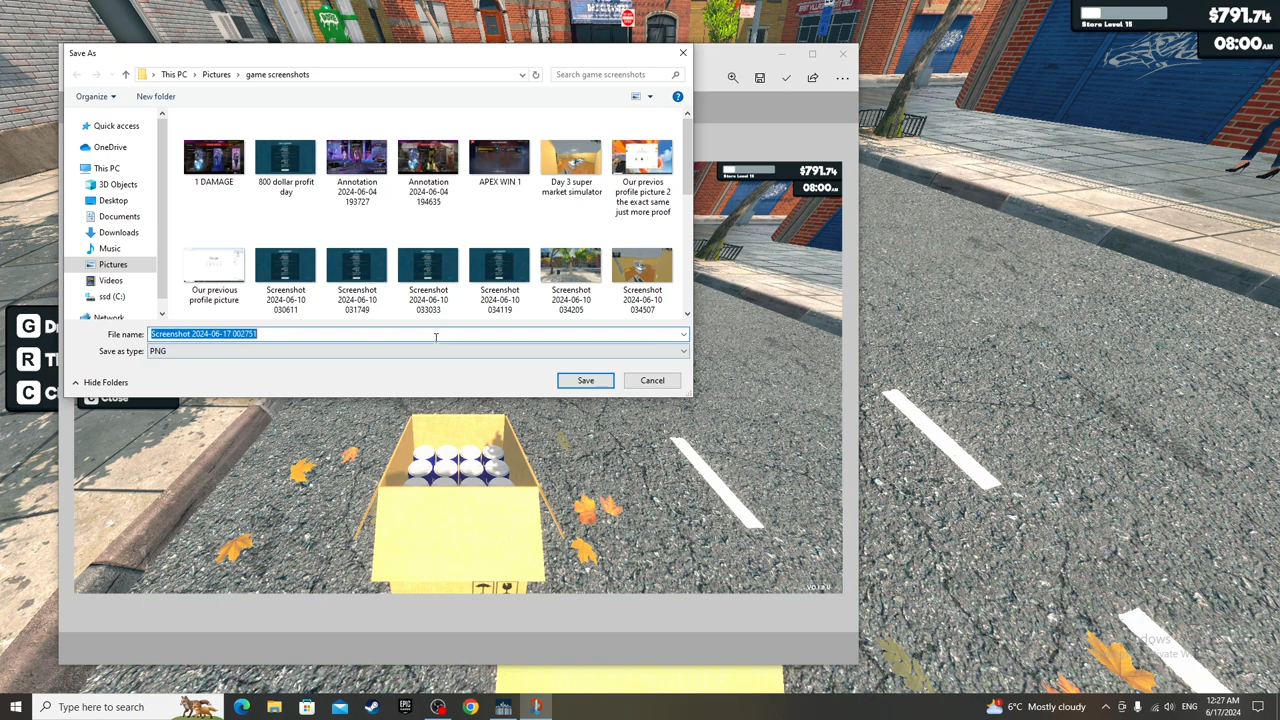 $791.74
Store Level 15
08:00AM
Save As
This PC
Pictures
game screenshots
Search game screenshots
Organize
New folder
Quick access
OneDrive
This PC
3D Objects
Desktop
Documents
Downloads
Music
Pictures
Videos
ssd (C:)
Network
1 DAMAGE
800 dollar profit day
Annotation 2024-06-04 193727
Annotation 2024-06-04 194635
APEX WIN 1
Day 3 super market simulator
Our previos profile picture 2 the exact same just more proof
Our previous profile picture
Screenshot 2024-06-10 030611
Screenshot 2024-06-10 031749
Screenshot 2024-06-10 033033
Screenshot 2024-06-10 034119
Screenshot 2024-06-10 034205
Screenshot 2024-06-10 034507
File name:
Screenshot 2024-06-17 002751
Save as type:
PNG
Hide Folders
Save
Cancel
$791.74
Store Level 15
08:00AM
G
R
C
Close
Type here to search
EPIC
6°C Mostly cloudy
ENG
12:27 AM
6/17/2024